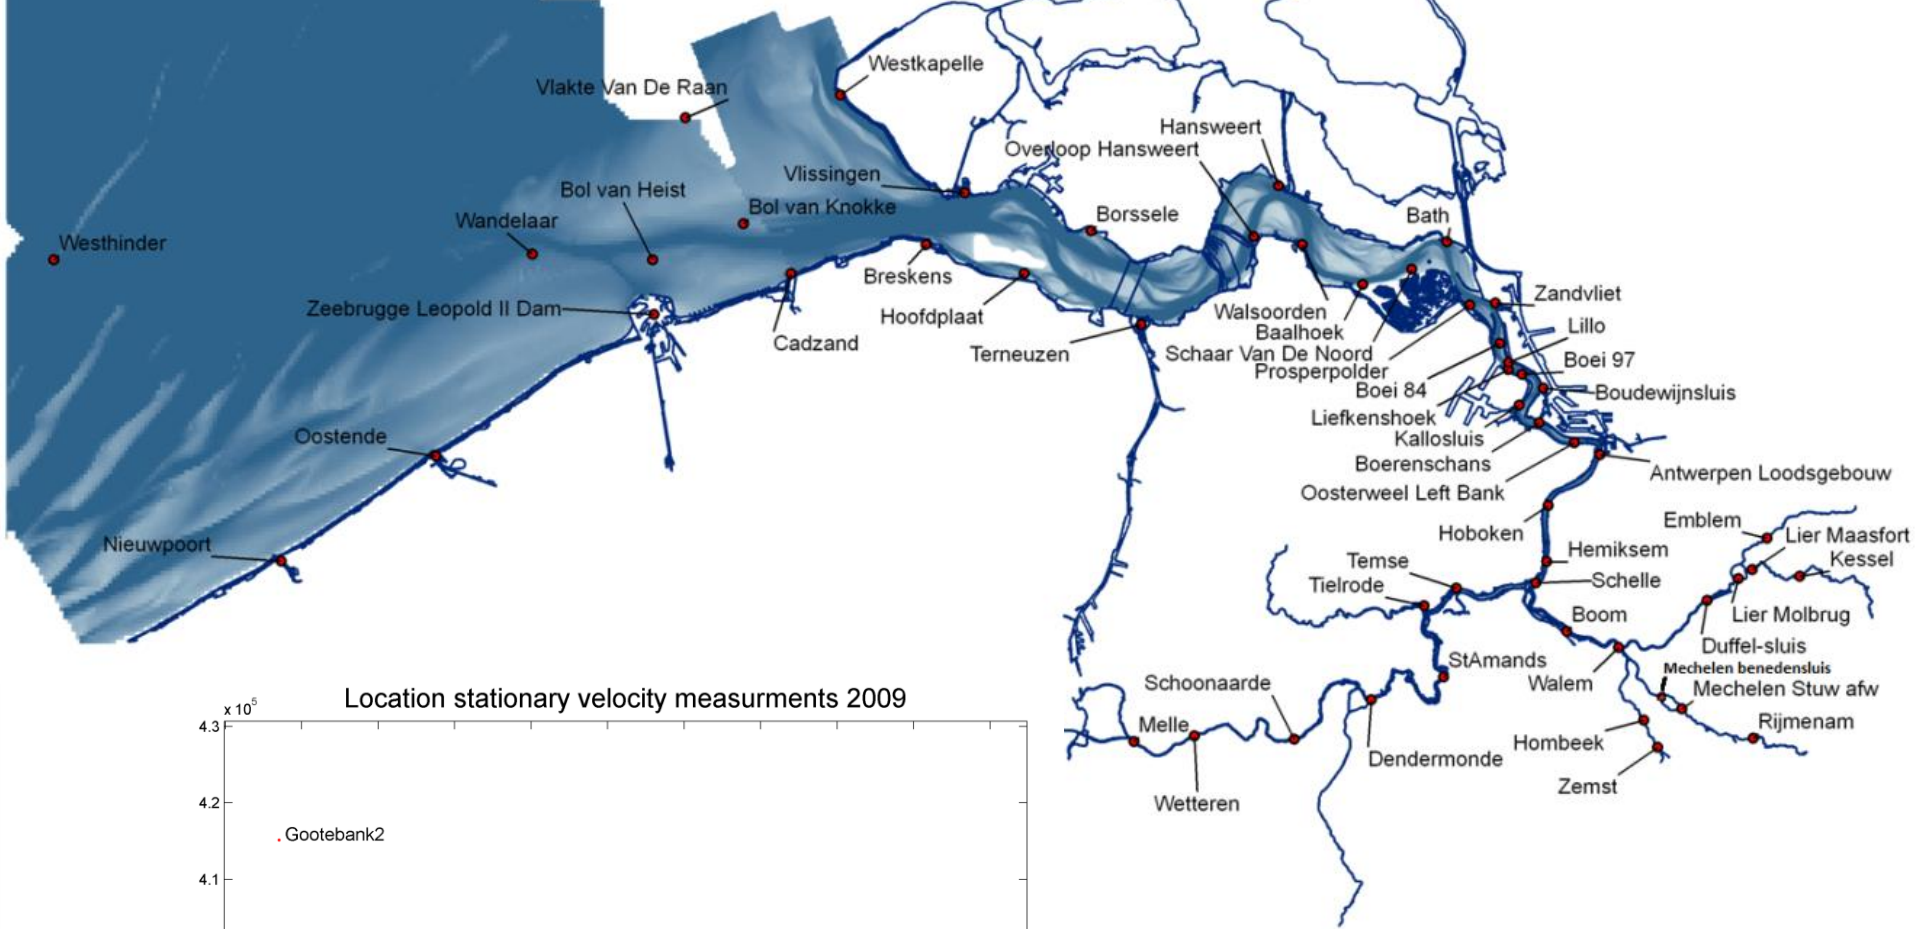 Westkapelle
Vlakte Van De Raan
Hansweert
Overloop Hansweert
Vlissingen
Bol van Heist
Bol van Knokke
Borssele
Bath
Wandelaar
Westhinder
Breskens
Zandvliet
Zeebrugge Leopold II Dam
Hoofdplaat
Walsoorden
Lillo
Baalhoek
Cadzand
Terneuzen
Schaar Van De Noord
Boei 97
Prosperpolder
Boei 84
Boudewijnsluis
Liefkenshoek
Oostende
Kallosluis
Boerenschans
Antwerpen Loodsgebouw
Oosterweel Left Bank
Emblem
Hoboken
Lier Maasfort
Nieuwpoort
Hemiksem
Kessel
Temse
Schelle
Tielrode
Boom
Lier Molbrug
Duffel-sluis
StAmands
Mechelen benedensluis
Schoonaarde
Walem
Mechelen Stuw afw
Melle
Rijmenam
Hombeek
Dendermonde
Zemst
Wetteren
Location stationary velocity measurments 2009
x 10⁵
4.3
4.2
Gootebank2
4.1